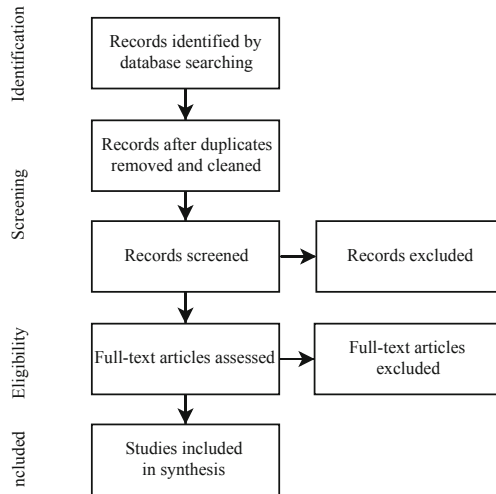 Identification
Records identified by
database searching
Records after duplicates
removed and cleaned
Screening
Records screened
Records excluded
Eligibility
Full-text articles assessed
Full-text articles
excluded
ncluded
Studies included
in synthesis